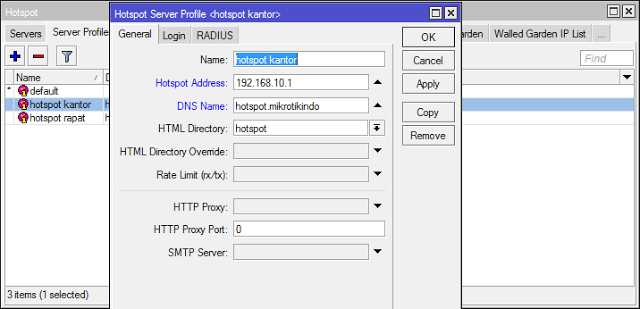 Hotspot
Hotspot Server Profile <hotspot kantor>
Servers
Server Profile
arden
Walled Garden IP List
...
General
Login
RADIUS
OK
Cancel
Apply
Copy
Remove
Find
Name
* default
hotspot kantor
hotspot rapat
Name: hotspot kantor
Hotspot Address: 192.168.10.1
DNS Name: hotspot.mikrotikindo
HTML Directory: hotspot
HTML Directory Override:
Rate Limit (rx/tx):
HTTP Proxy:
HTTP Proxy Port: 0
SMTP Server:
3 items (1 selected)